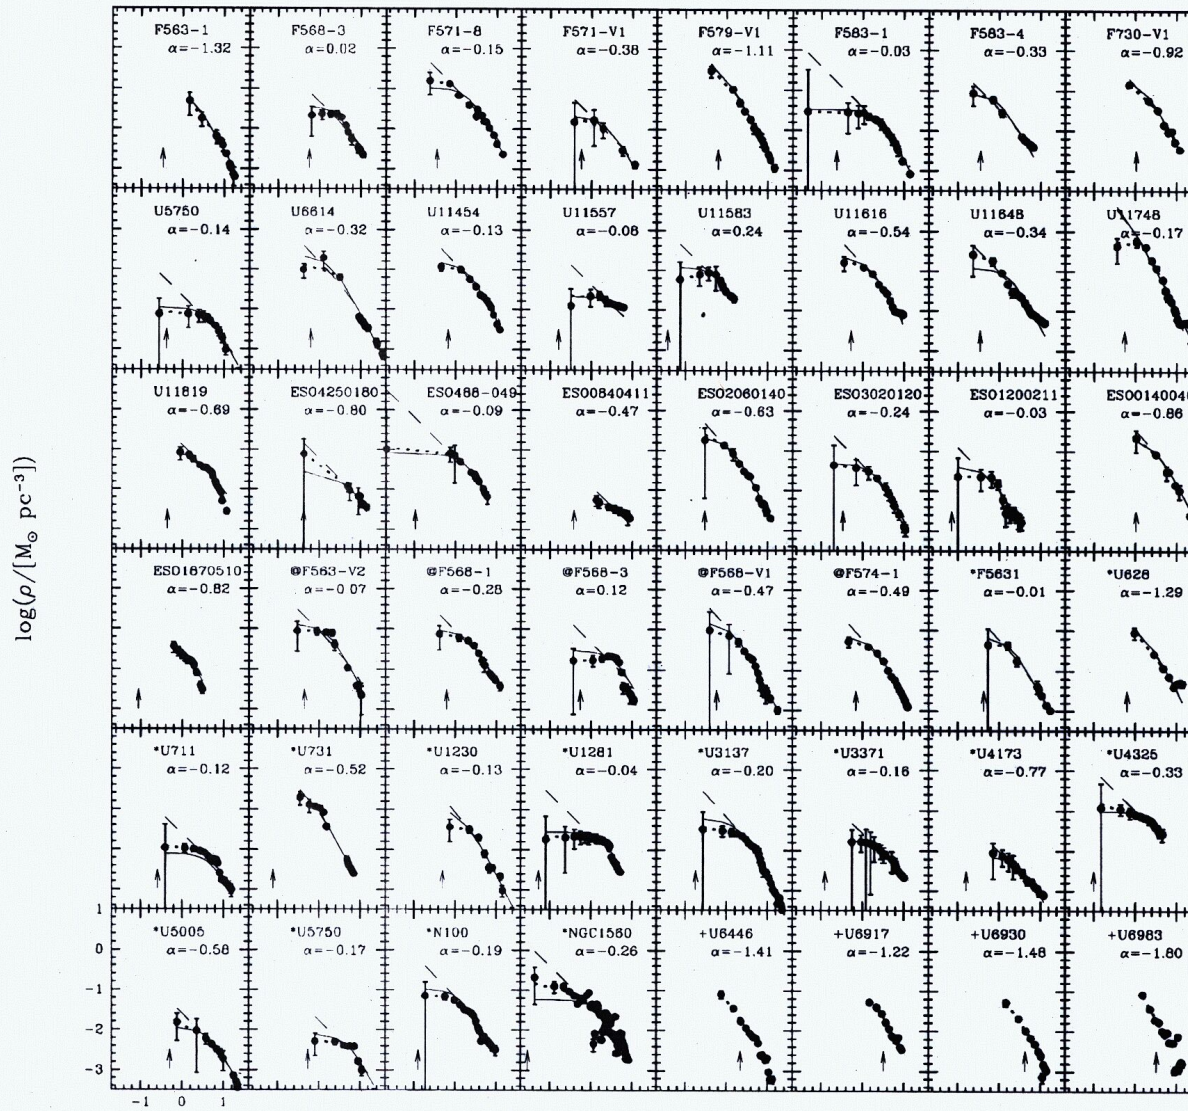 F563-1 F568-3 F571-8 F571-V1 F579-V1 F583-1 F583-4 F730-V1
α=-1.32 α=0.02 α=-0.15 α=-0.38 α=-1.11 α=-0.03 α=-0.33 α=-0.92
U5750 U6614 U11454 U11557 U11583 U11616 U11648 U11748
α=-0.14 α=-0.32 α=-0.13 α=-0.08 α=0.24 α=-0.54 α=-0.34 α=-0.17
U11819 ESO4250180 ESO488-049 ESO0840411 ESO2060140 ESO3020120 ESO1200211 ESO014004
α=-0.69 α=-0.80 α=-0.09 α=-0.47 α=-0.63 α=-0.24 α=-0.03 α=-0.86
log(ρ/[M⊙ pc⁻³])
ESO1870510 @F563-V2 @F568-1 @F568-3 @F568-V1 @F574-1 *F5631 *U628
α=-0.82 α=-0.07 α=-0.28 α=0.12 α=-0.47 α=-0.49 α=-0.01 α=-1.29
*U711 *U731 *U1230 *U1281 *U3137 *U3371 *U4173 *U4325
α=-0.12 α=-0.52 α=-0.13 α=-0.04 α=-0.20 α=-0.16 α=-0.77 α=-0.33
1
*U5005 *U5750 *N100 *NGC1560 +U6446 +U6917 +U6930 +U6983
0
α=-0.58 α=-0.17 α=-0.19 α=-0.26 α=-1.41 α=-1.22 α=-1.48 α=-1.80
-1
-2
-3
-1 0 1